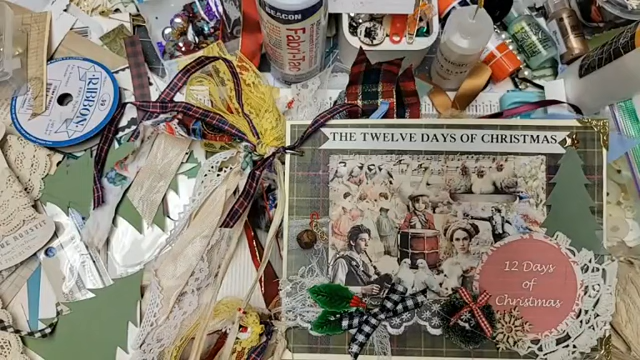 BEACON
Fabri-Tac
RIBBON
THE TWELVE DAYS OF CHRISTMAS
12 Days
of
Christmas